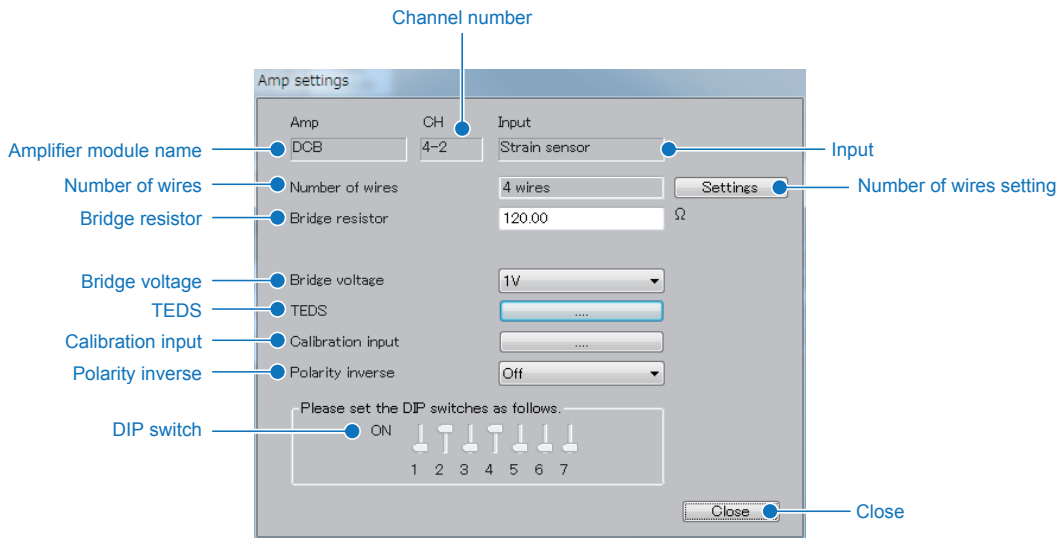 Channel number
Amp settings
Amp CH Input
Amplifier module name DCB 4-2 Strain sensor Input
Number of wires Number of wires 4 wires Settings Number of wires setting
Bridge resistor Bridge resistor 120.00 Ω
Bridge voltage Bridge voltage 1V
TEDS TEDS ....
Calibration input Calibration input ....
Polarity inverse Polarity inverse Off
Please set the DIP switches as follows.
DIP switch ON
1 2 3 4 5 6 7
Close Close